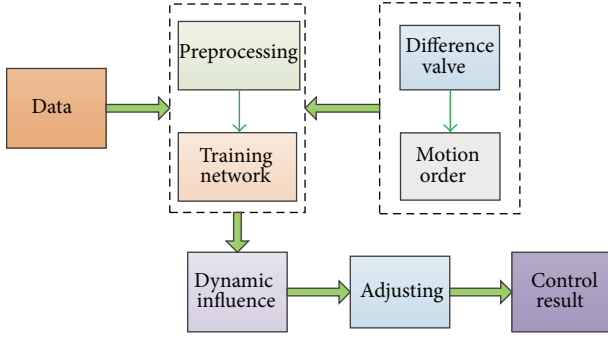 Preprocessing
Difference
valve
Data
Training
network
Motion
order
Dynamic
influence
Adjusting
Control
result